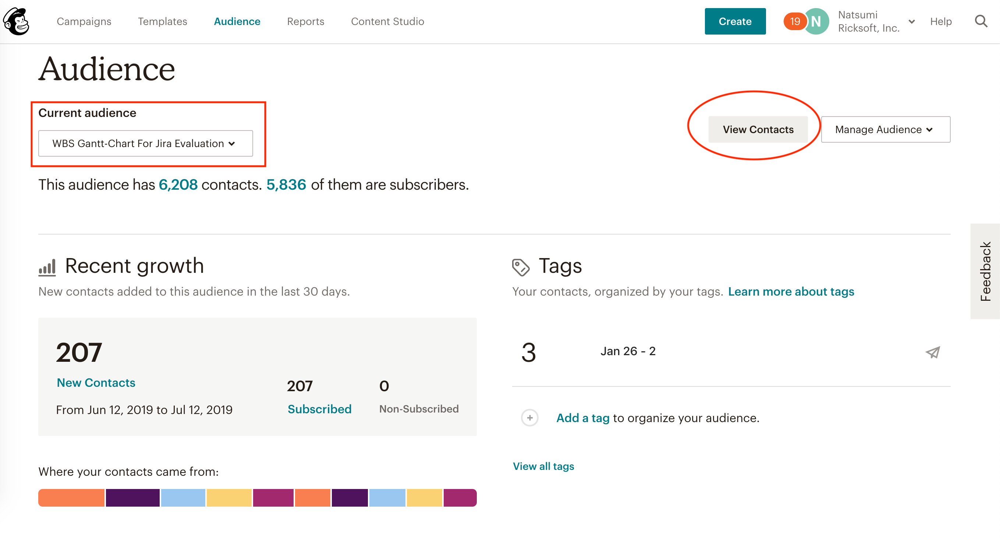 Campaigns Templates Audience Reports Content Studio Create 19 N Natsumi Help
Ricksoft, Inc.
Audience
Current audience
WBS Gantt-Chart For Jira Evaluation
View Contacts Manage Audience
This audience has 6,208 contacts. 5,836 of them are subscribers.
Recent growth
New contacts added to this audience in the last 30 days.
207
New Contacts
From Jun 12, 2019 to Jul 12, 2019
207
Subscribed
0
Non-Subscribed
Where your contacts came from:
Tags
Your contacts, organized by your tags. Learn more about tags
3 Jan 26 - 2
+ Add a tag to organize your audience.
View all tags
Feedback